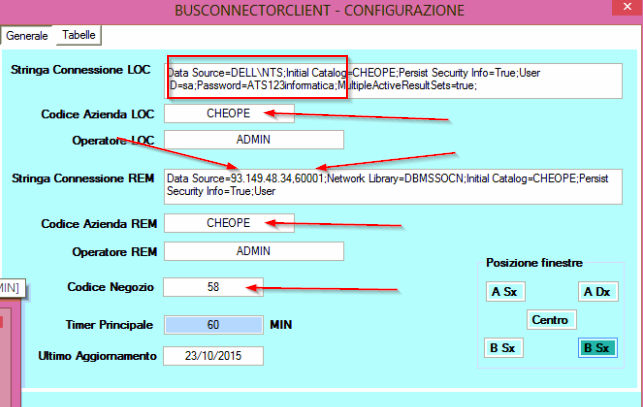 BUSCONNECTORCLIENT - CONFIGURAZIONE
Generale Tabelle
Stringa Connessione LOC
Data Source=DELL\NTS;Initial Catalog=CHEOPE;Persist Security Info=True;User
ID=sa;Password=ATS123informatica;MultipleActiveResultSets=true;
Codice Azienda LOC CHEOPE
Operatore LOC ADMIN
Stringa Connessione REM
Data Source=93.149.48.34,60001;Network Library=DBMSSOCN;Initial Catalog=CHEOPE;Persist
Security Info=True;User
Codice Azienda REM CHEOPE
Operatore REM ADMIN
MIN]
Codice Negozio 58
Timer Principale 60 MIN
Ultimo Aggiornamento 23/10/2015
Posizione finestre
A Sx A Dx
Centro
B Sx B Sx